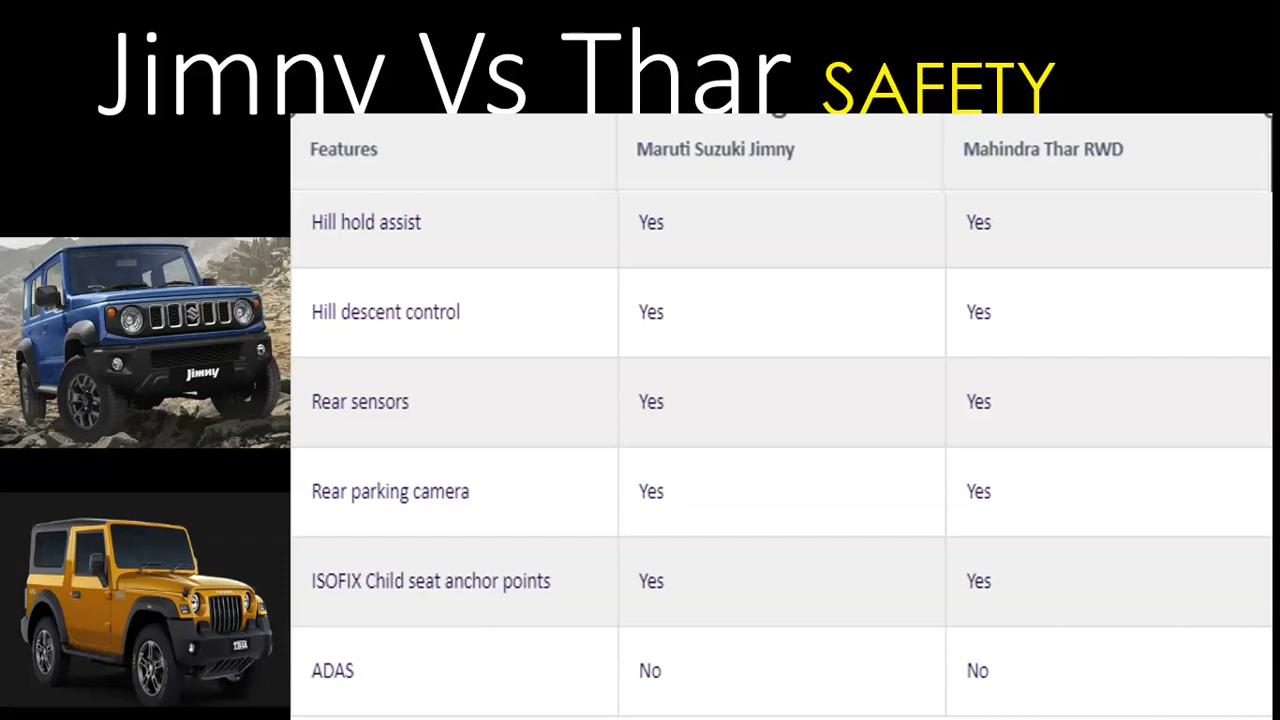 Jimny Vs Thar SAFETY
Features Maruti Suzuki Jimny Mahindra Thar RWD
Hill hold assist Yes Yes
Hill descent control Yes Yes
Rear sensors Yes Yes
Rear parking camera Yes Yes
ISOFIX Child seat anchor points Yes Yes
ADAS No No
Jimny
THAR